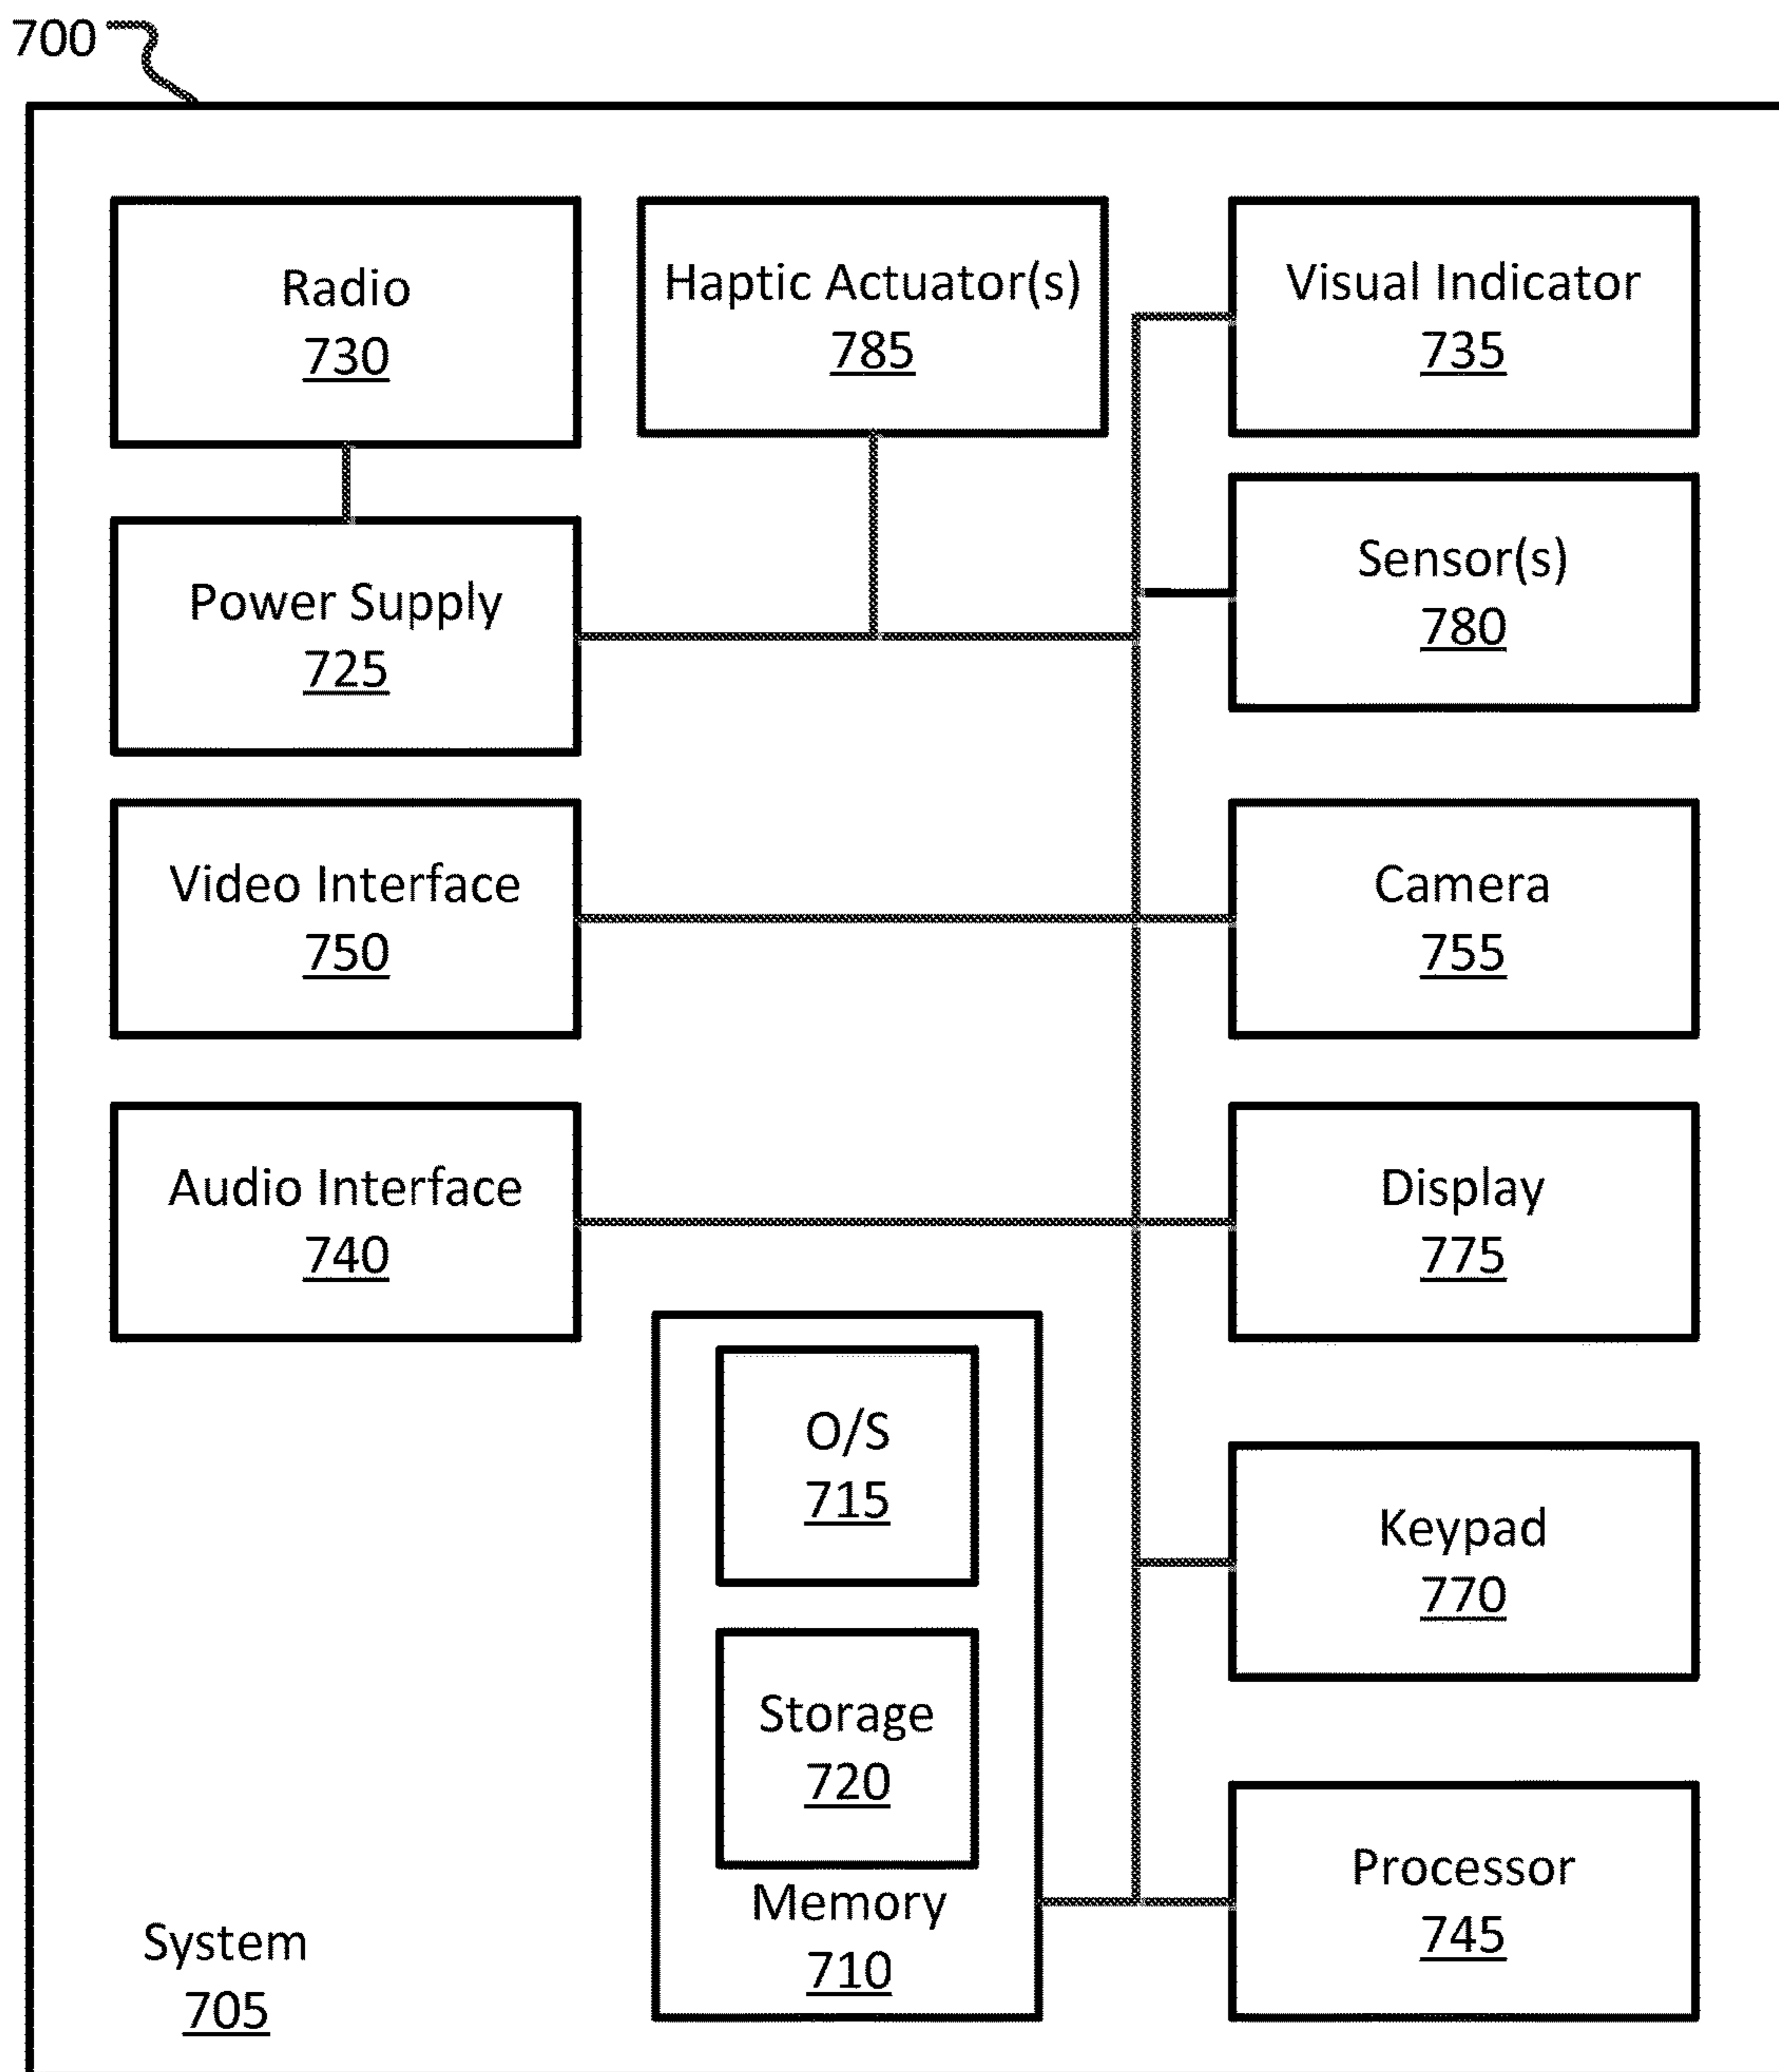 700
Radio
730
Haptic Actuator(s)
785
Visual Indicator
735
Power Supply
725
Sensor(s)
780
Video Interface
750
Camera
755
Audio Interface
740
Display
775
O/S
715
Keypad
770
Storage
720
Memory
710
Processor
745
System
705